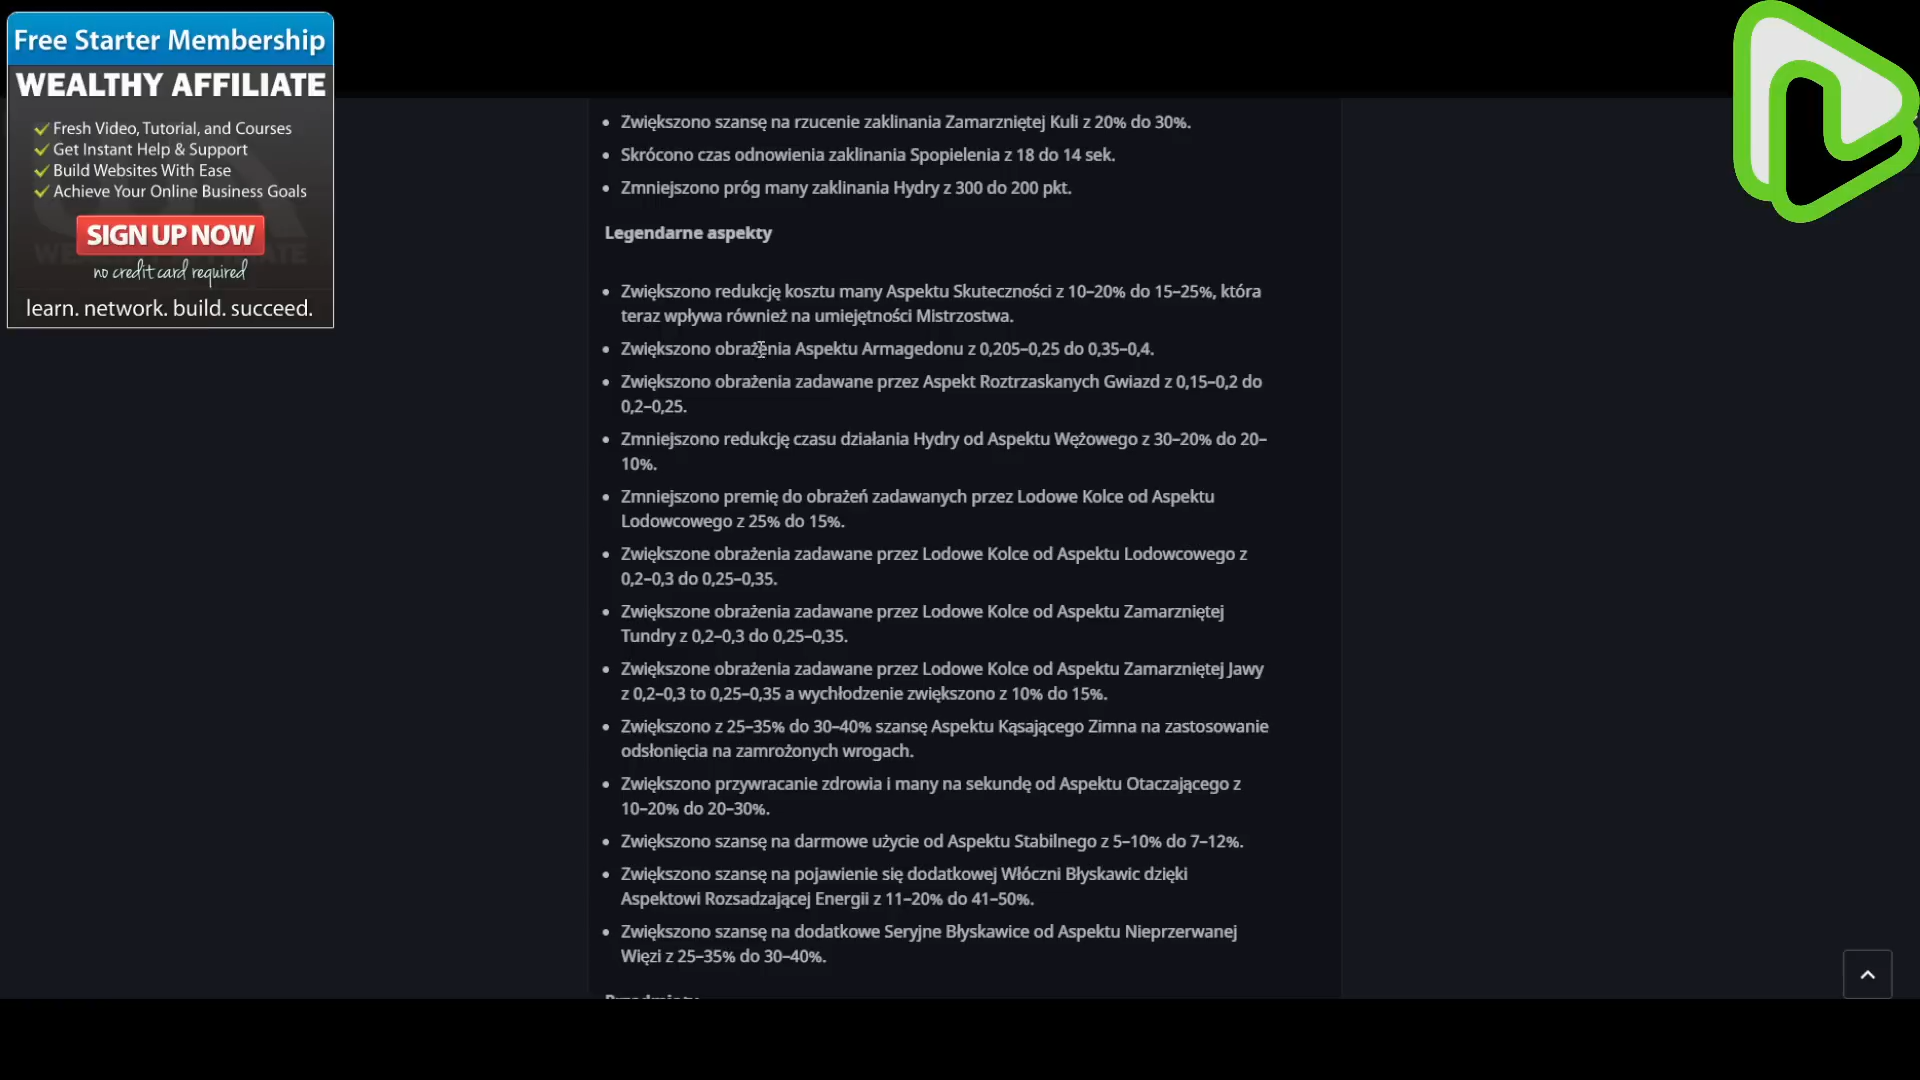 Free Starter Membership
WEALTHY AFFILIATE
Fresh Video, Tutorial, and Courses
Get Instant Help & Support
Build Websites With Ease
Achieve Your Online Business Goals
SIGN UP NOW
no credit card required
learn. network. build. succeed.
Zwiększono szansę na rzucenie zaklinania Zamarzniętej Kuli z 20% do 30%.
Skrócono czas odnowienia zaklinania Spopielenia z 18 do 14 sek.
Zmniejszono próg many zaklinania Hydry z 300 do 200 pkt.
Legendarne aspekty
Zwiększono redukcję kosztu many Aspektu Skuteczności z 10–20% do 15–25%, która
teraz wpływa również na umiejętności Mistrzostwa.
Zwiększono obrażenia Aspektu Armagedonu z 0,205–0,25 do 0,35–0,4.
Zwiększono obrażenia zadawane przez Aspekt Roztrzaskanych Gwiazd z 0,15–0,2 do
0,2–0,25.
Zmniejszono redukcję czasu działania Hydry od Aspektu Wężowego z 30–20% do 20–
10%.
Zmniejszono premię do obrażeń zadawanych przez Lodowe Kolce od Aspektu
Lodowcowego z 25% do 15%.
Zwiększone obrażenia zadawane przez Lodowe Kolce od Aspektu Lodowcowego z
0,2–0,3 do 0,25–0,35.
Zwiększone obrażenia zadawane przez Lodowe Kolce od Aspektu Zamarzniętej
Tundry z 0,2–0,3 do 0,25–0,35.
Zwiększone obrażenia zadawane przez Lodowe Kolce od Aspektu Zamarzniętej Jawy
z 0,2–0,3 to 0,25–0,35 a wychłodzenie zwiększono z 10% do 15%.
Zwiększono z 25–35% do 30–40% szansę Aspektu Kąsającego Zimna na zastosowanie
odsłonięcia na zamrożonych wrogach.
Zwiększono przywracanie zdrowia i many na sekundę od Aspektu Otaczającego z
10–20% do 20–30%.
Zwiększono szansę na darmowe użycie od Aspektu Stabilnego z 5–10% do 7–12%.
Zwiększono szansę na pojawienie się dodatkowej Włóczni Błyskawic dzięki
Aspektowi Rozsadzającej Energii z 11–20% do 41–50%.
Zwiększono szansę na dodatkowe Seryjne Błyskawice od Aspektu Nieprzerwanej
Więzi z 25–35% do 30–40%.